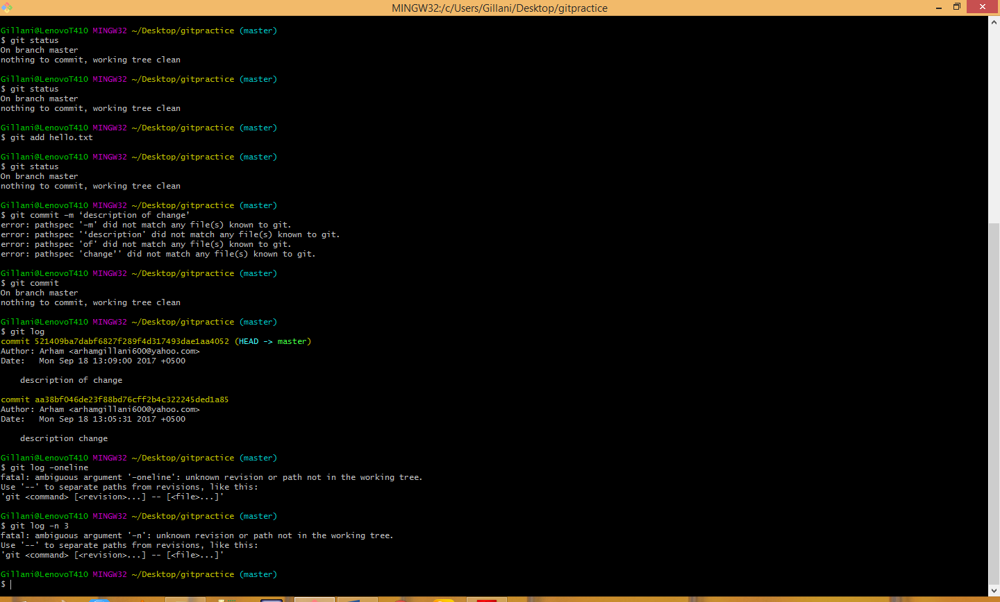 MINGW32:/c/Users/Gillani/Desktop/gitpractice
Gillani@LenovoT410 MINGW32 ~/Desktop/gitpractice (master)
$ git status
On branch master
nothing to commit, working tree clean
Gillani@LenovoT410 MINGW32 ~/Desktop/gitpractice (master)
$ git status
On branch master
nothing to commit, working tree clean
Gillani@LenovoT410 MINGW32 ~/Desktop/gitpractice (master)
$ git add hello.txt
Gillani@LenovoT410 MINGW32 ~/Desktop/gitpractice (master)
$ git status
On branch master
nothing to commit, working tree clean
Gillani@LenovoT410 MINGW32 ~/Desktop/gitpractice (master)
$ git commit –m ‘description of change’
error: pathspec '–m' did not match any file(s) known to git.
error: pathspec '‘description' did not match any file(s) known to git.
error: pathspec 'of' did not match any file(s) known to git.
error: pathspec 'change’' did not match any file(s) known to git.
Gillani@LenovoT410 MINGW32 ~/Desktop/gitpractice (master)
$ git commit
On branch master
nothing to commit, working tree clean
Gillani@LenovoT410 MINGW32 ~/Desktop/gitpractice (master)
$ git log
commit 521409ba7dabf6827f289f4d317493dae1aa4052 (HEAD -> master)
Author: Arham <arhamgillani600@yahoo.com>
Date:   Mon Sep 18 13:09:00 2017 +0500
description of change
commit aa38bf046de23f88bd76cff2b4c322245ded1a85
Author: Arham <arhamgillani600@yahoo.com>
Date:   Mon Sep 18 13:05:31 2017 +0500
description change
Gillani@LenovoT410 MINGW32 ~/Desktop/gitpractice (master)
$ git log –oneline
fatal: ambiguous argument '–oneline': unknown revision or path not in the working tree.
Use '--' to separate paths from revisions, like this:
'git <command> [<revision>...] -- [<file>...]'
Gillani@LenovoT410 MINGW32 ~/Desktop/gitpractice (master)
$ git log –n 3
fatal: ambiguous argument '–n': unknown revision or path not in the working tree.
Use '--' to separate paths from revisions, like this:
'git <command> [<revision>...] -- [<file>...]'
Gillani@LenovoT410 MINGW32 ~/Desktop/gitpractice (master)
$